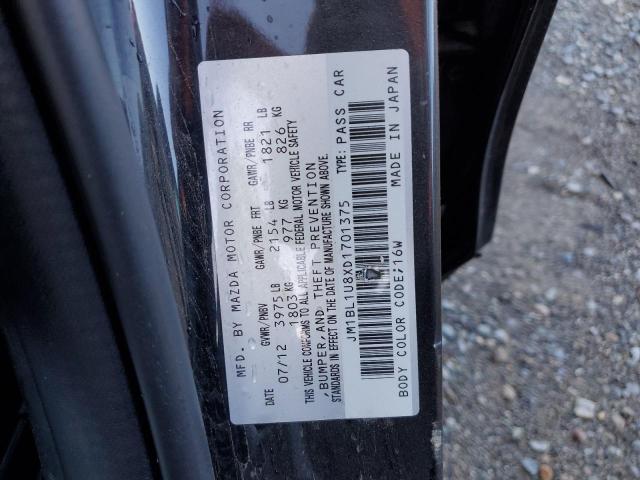 MFD. BY MAZDA MOTOR CORPORATION
DATE GVWR/PNBV GAWR/PNBE FRT GAWR/PNBE RR
07/12 3975 LB 2154 LB 1821 LB
1803 KG 977 KG 826 KG
THIS VEHICLE CONFORMS TO ALL APPLICABLE FEDERAL MOTOR VEHICLE SAFETY
,BUMPER,AND THEFT PREVENTION
STANDARDS IN EFFECT ON THE DATE OF MANUFACTURE SHOWN ABOVE.
JM1BL1U8XD1701375 TYPE: PASS CAR
BODY COLOR CODE;16W MADE IN JAPAN